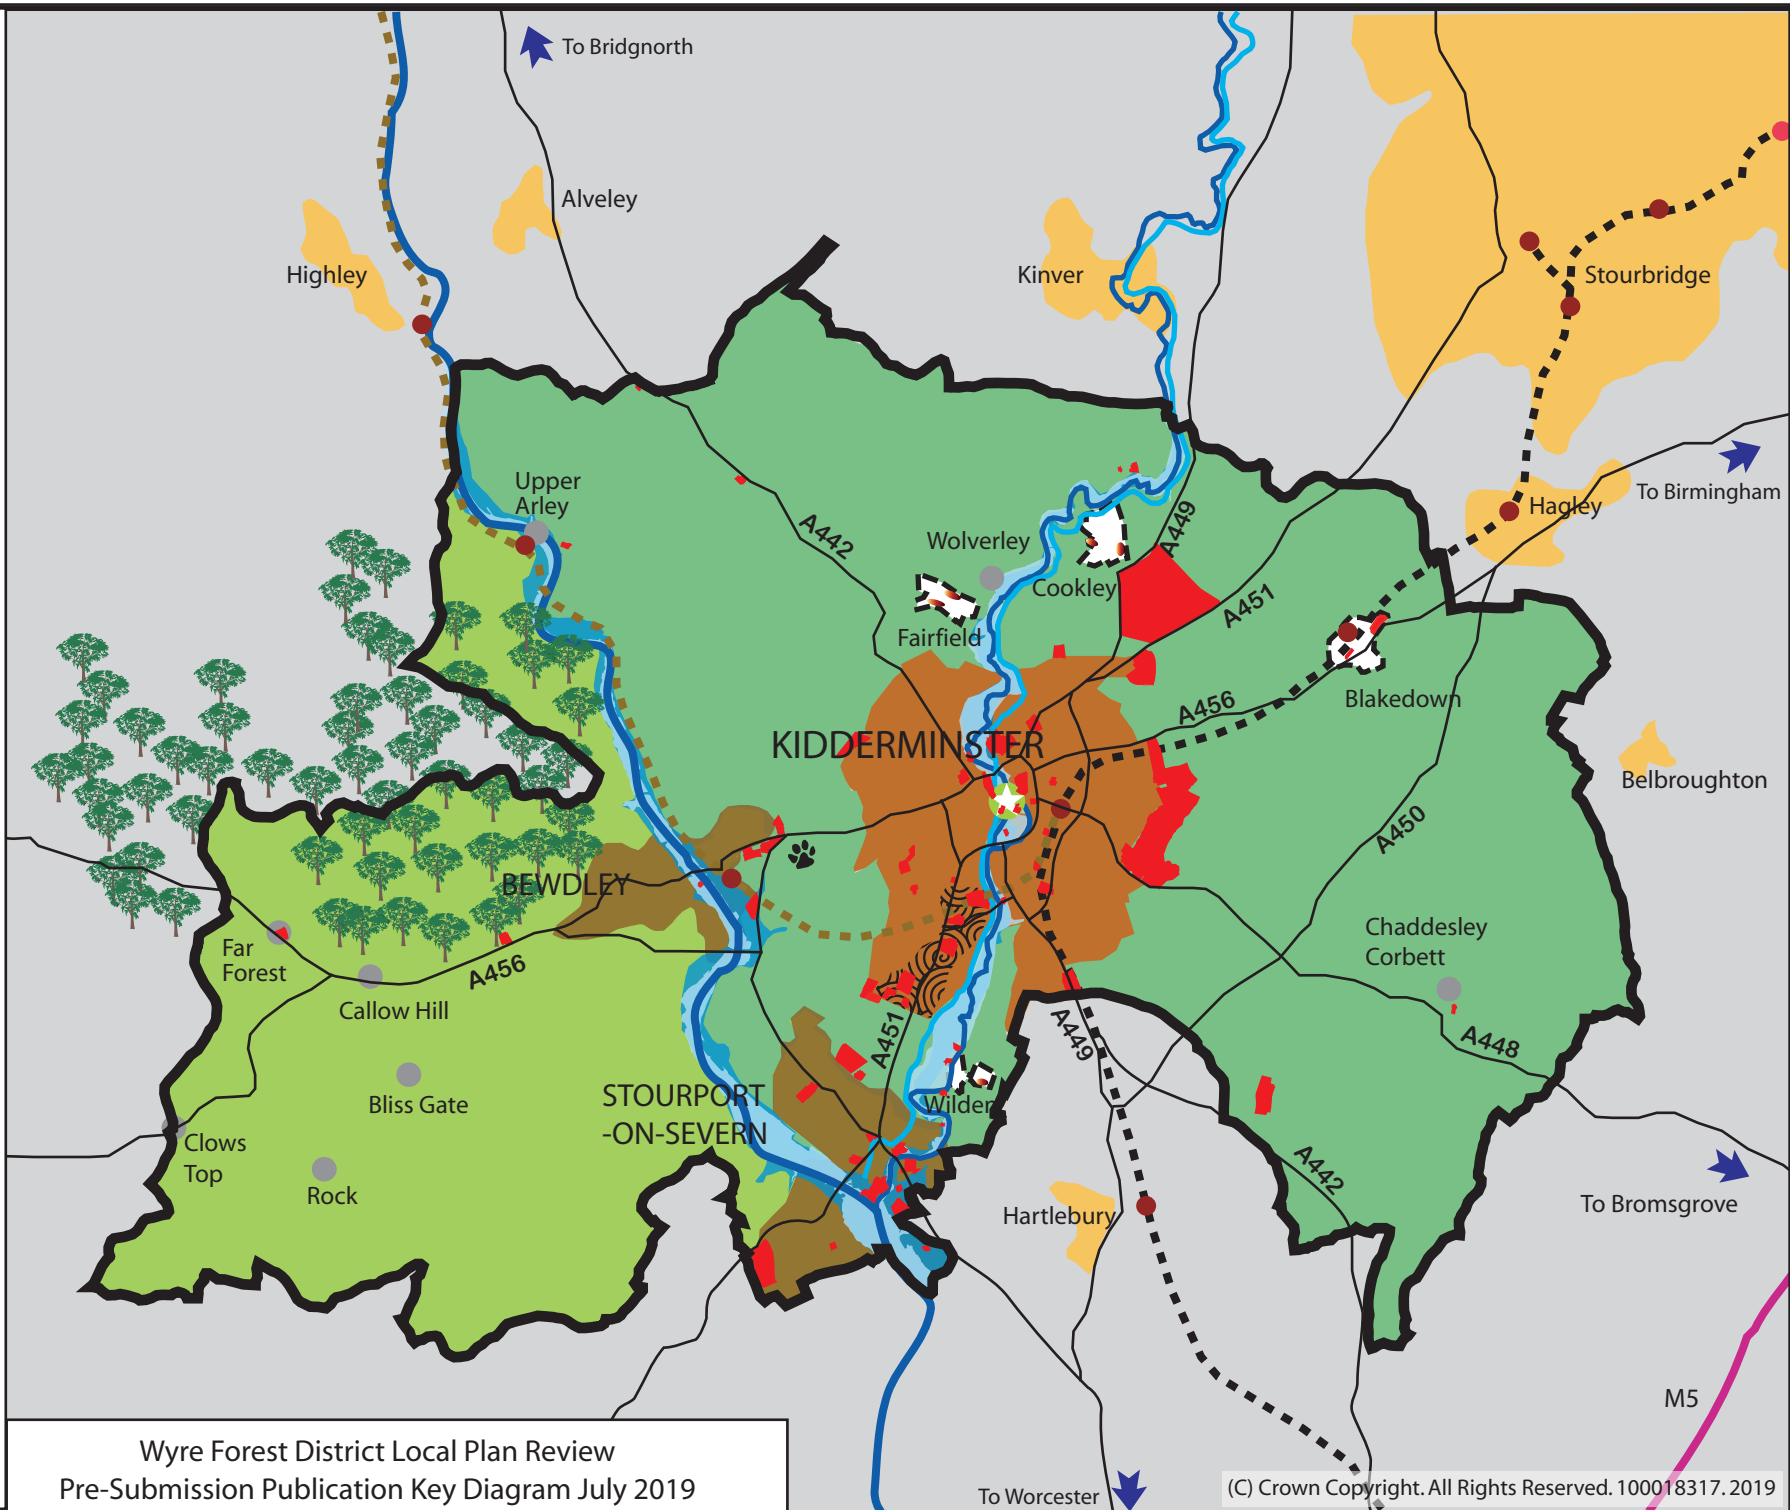 To Bridgnorth
Alveley
Highley
Kinver
Stourbridge
To Birmingham
Hagley
Upper
Arley
A442
Wolverley
A449
Cookley
A451
Fairfield
Blakedown
A456
KIDDERMINSTER
Belbroughton
A450
BEWDLEY
Chaddesley
Corbett
Far
Forest
A456
Callow Hill
A451
A449
A448
Bliss Gate
STOURPORT
-ON-SEVERN
Wilden
Clows
Top
Rock
A442
Hartlebury
To Bromsgrove
M5
Wyre Forest District Local Plan Review
Pre-Submission Publication Key Diagram July 2019
To Worcester
(C) Crown Copyright. All Rights Reserved. 100018317. 2019